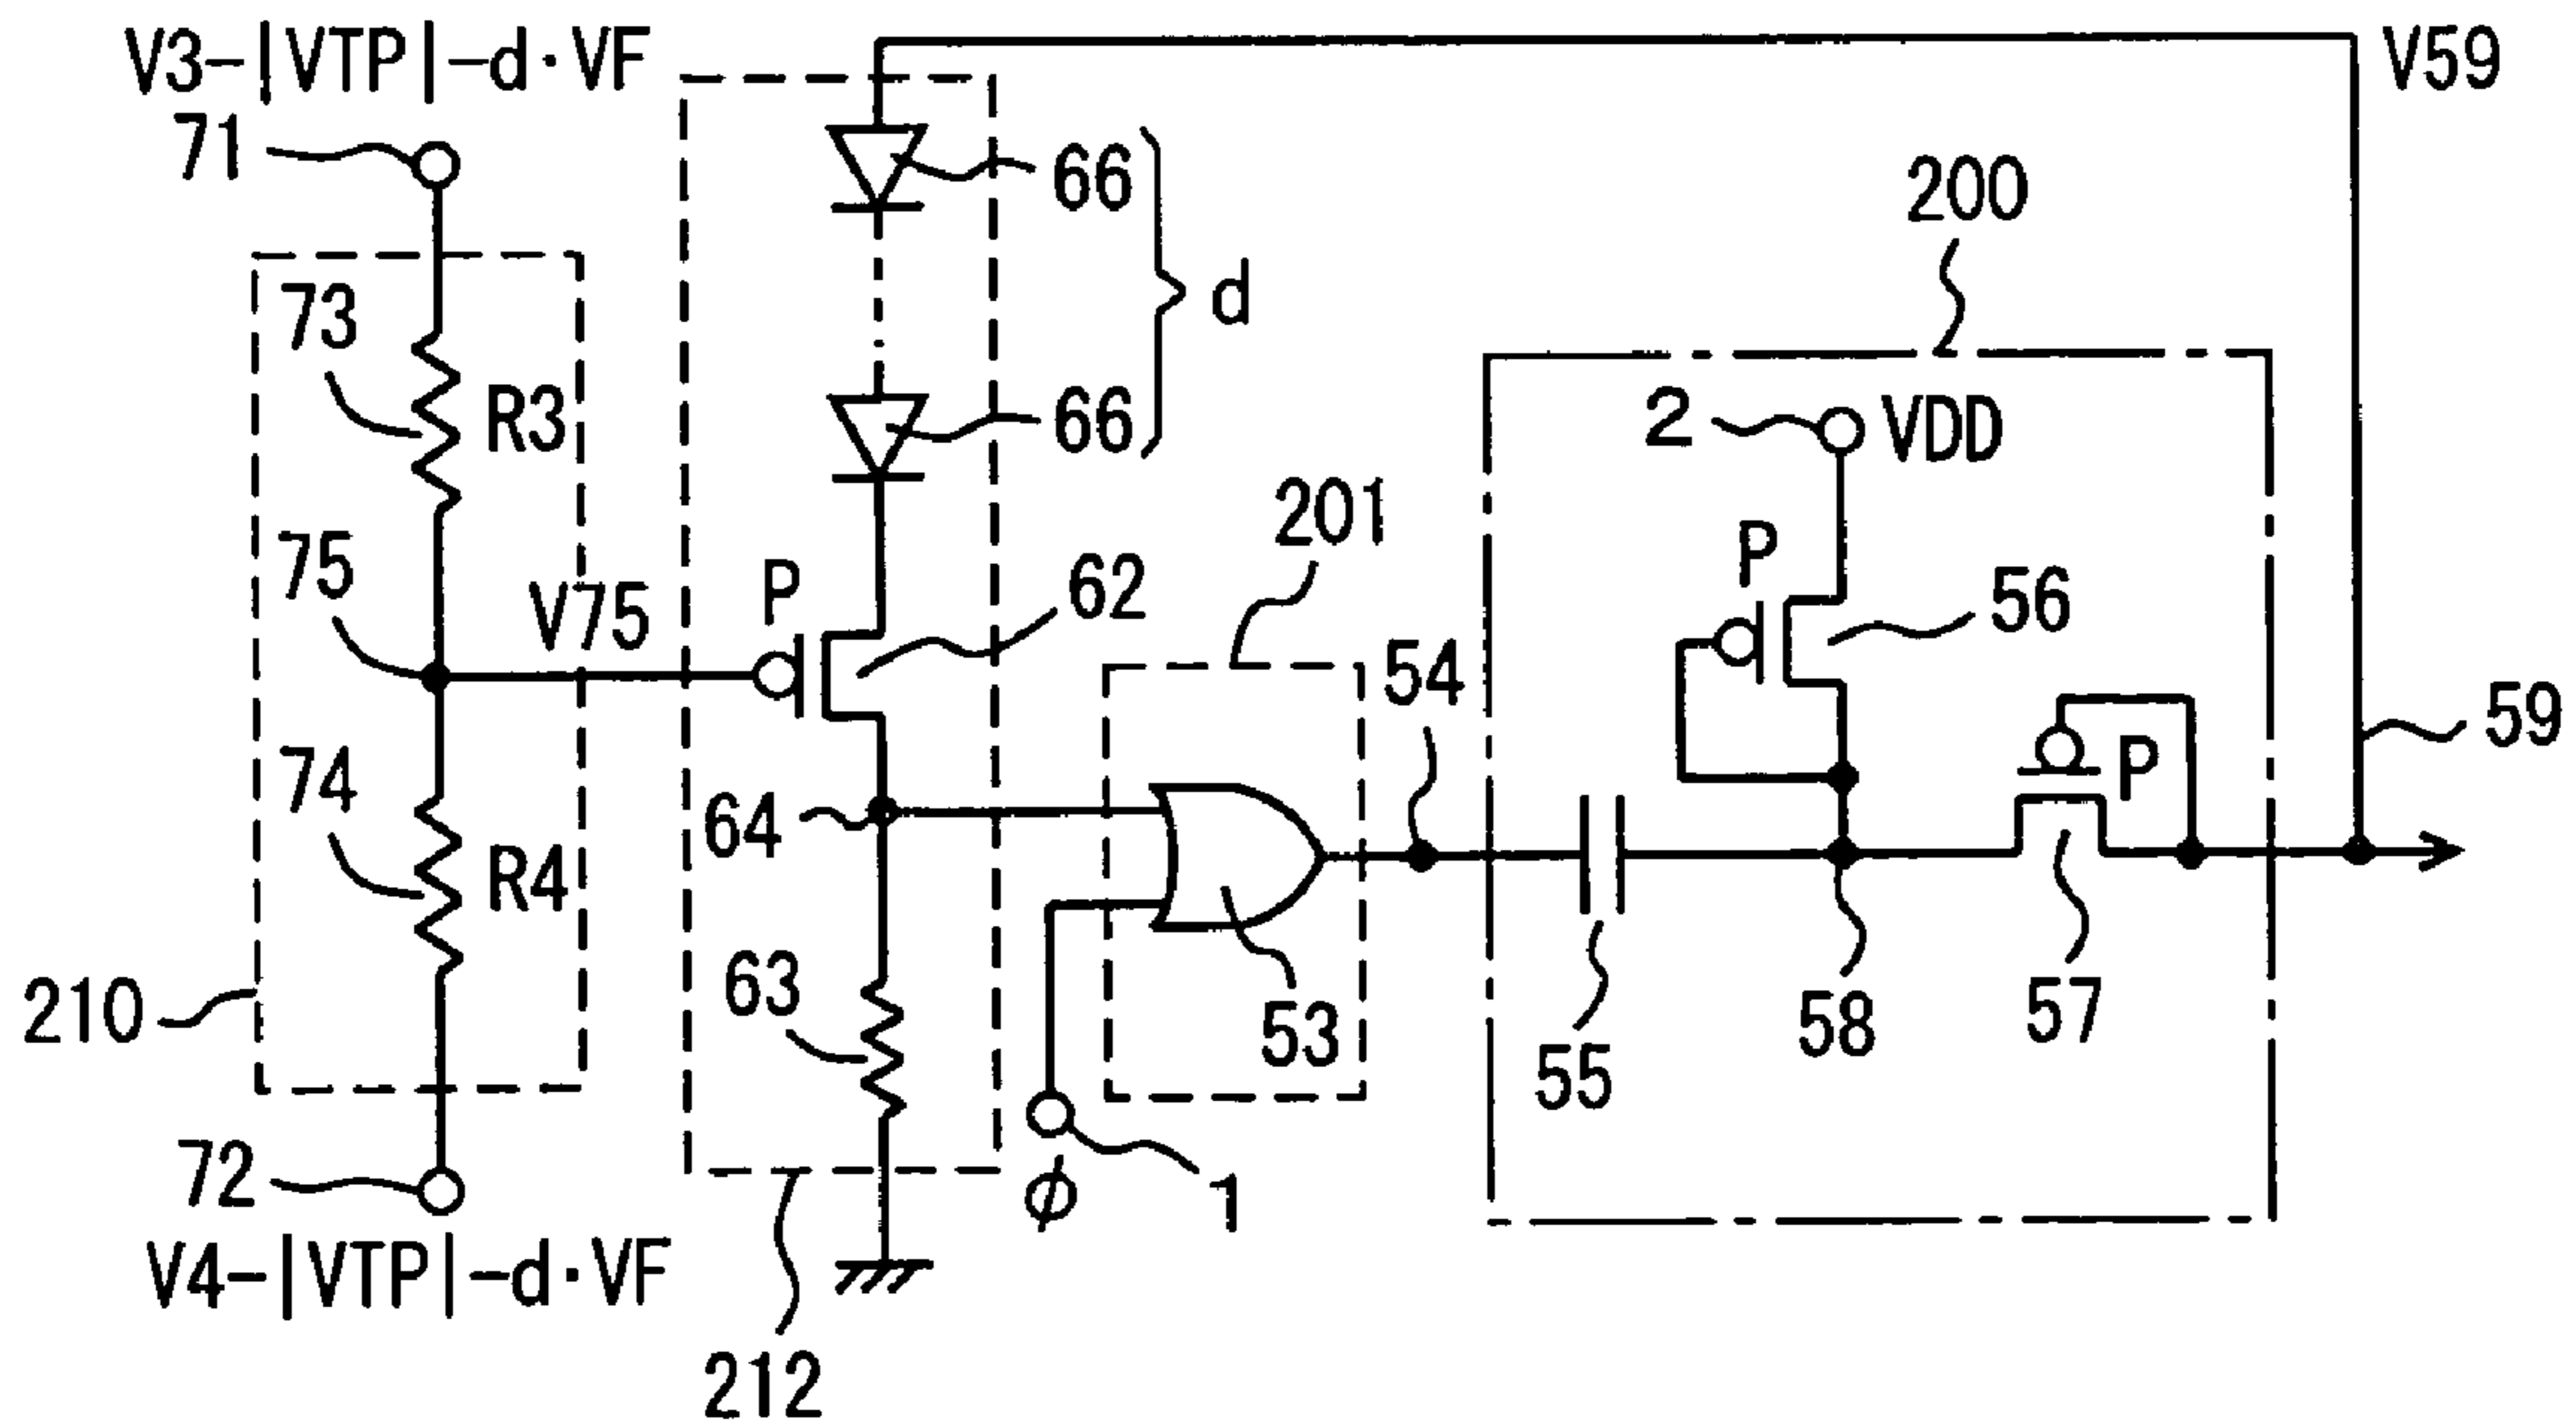 V3-|VTP|-d·VF
V59
71
66
d
200
73
R3
66
2
VDD
201
75
V75
P
62
P
56
54
59
74
R4
64
P
63
53
210
55
58
57
72
ϕ
1
V4-|VTP|-d·VF
212